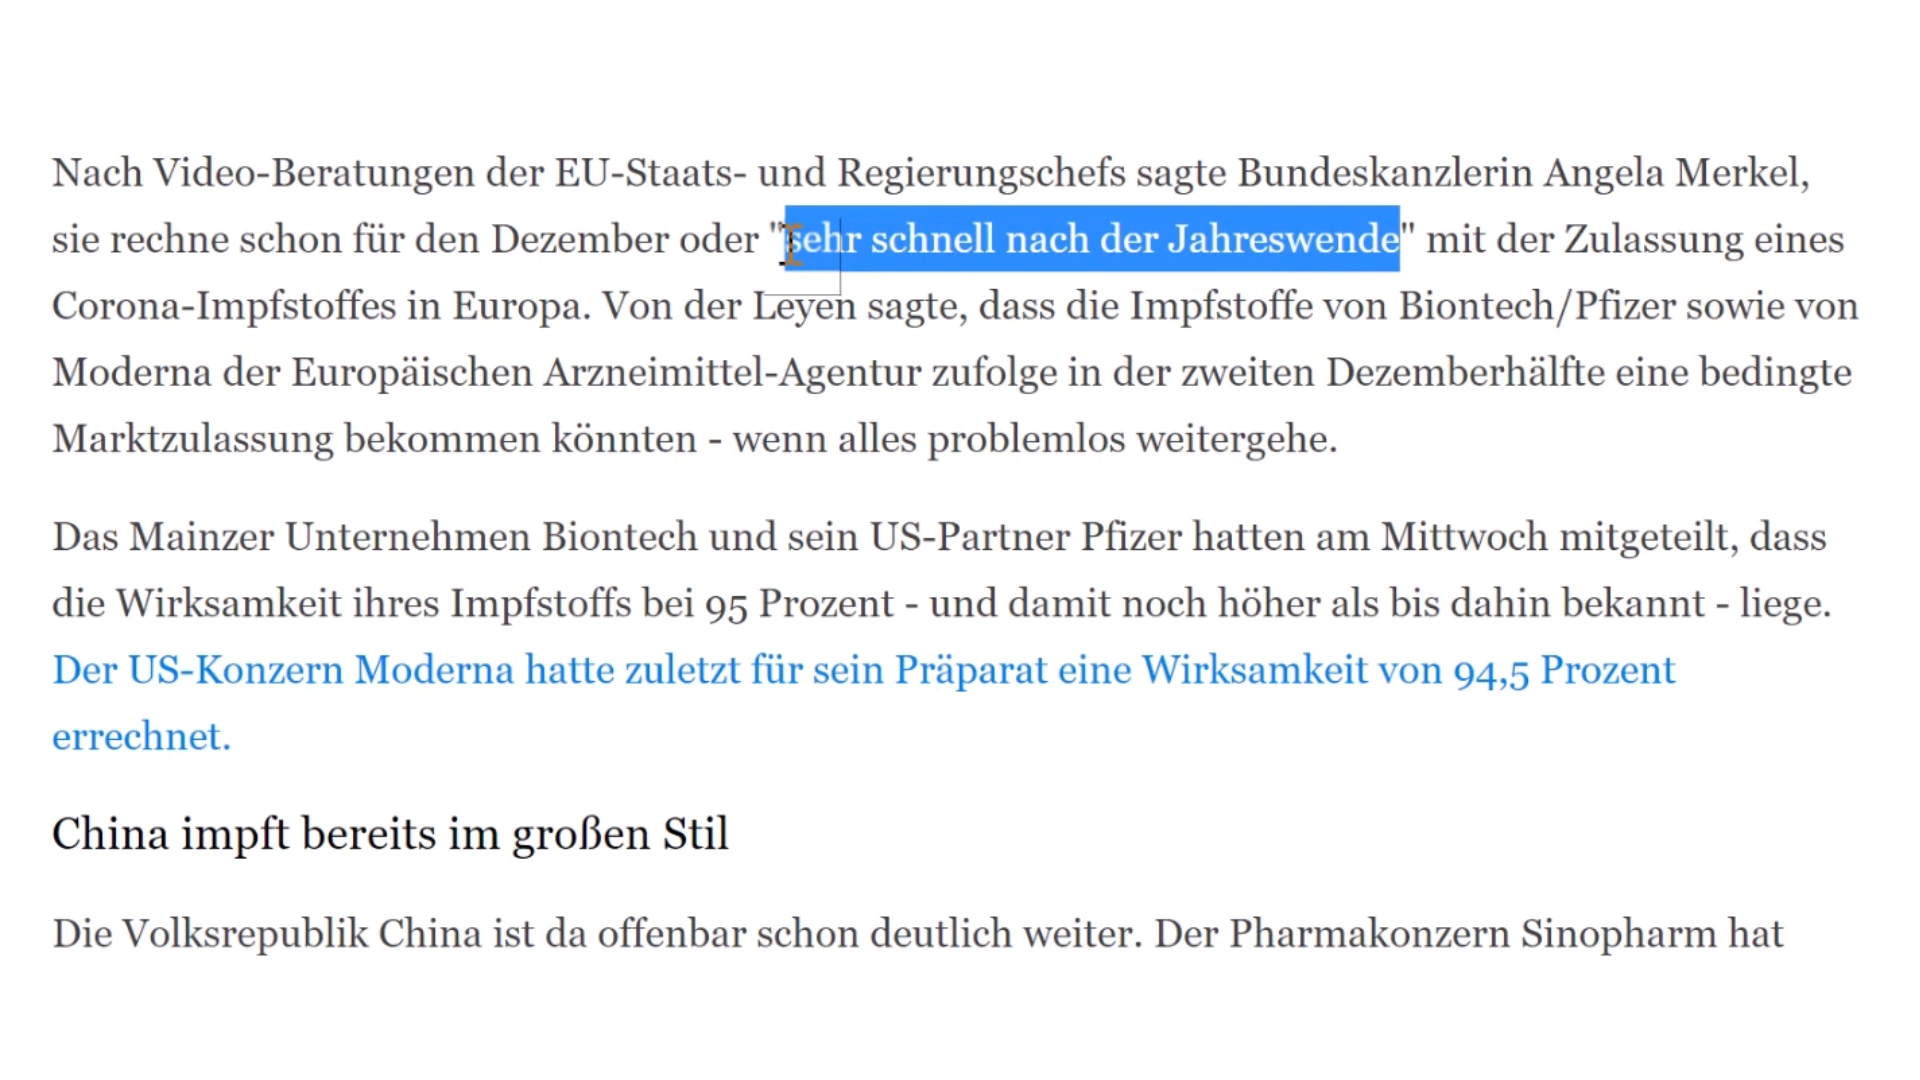 Nach Video-Beratungen der EU-Staats- und Regierungschefs sagte Bundeskanzlerin Angela Merkel,
sie rechne schon für den Dezember oder "sehr schnell nach der Jahreswende" mit der Zulassung eines
Corona-Impfstoffes in Europa. Von der Leyen sagte, dass die Impfstoffe von Biontech/Pfizer sowie von
Moderna der Europäischen Arzneimittel-Agentur zufolge in der zweiten Dezemberhälfte eine bedingte
Marktzulassung bekommen könnten - wenn alles problemlos weitergehe.
Das Mainzer Unternehmen Biontech und sein US-Partner Pfizer hatten am Mittwoch mitgeteilt, dass
die Wirksamkeit ihres Impfstoffs bei 95 Prozent - und damit noch höher als bis dahin bekannt - liege.
Der US-Konzern Moderna hatte zuletzt für sein Präparat eine Wirksamkeit von 94,5 Prozent
errechnet.
China impft bereits im großen Stil
Die Volksrepublik China ist da offenbar schon deutlich weiter. Der Pharmakonzern Sinopharm hat